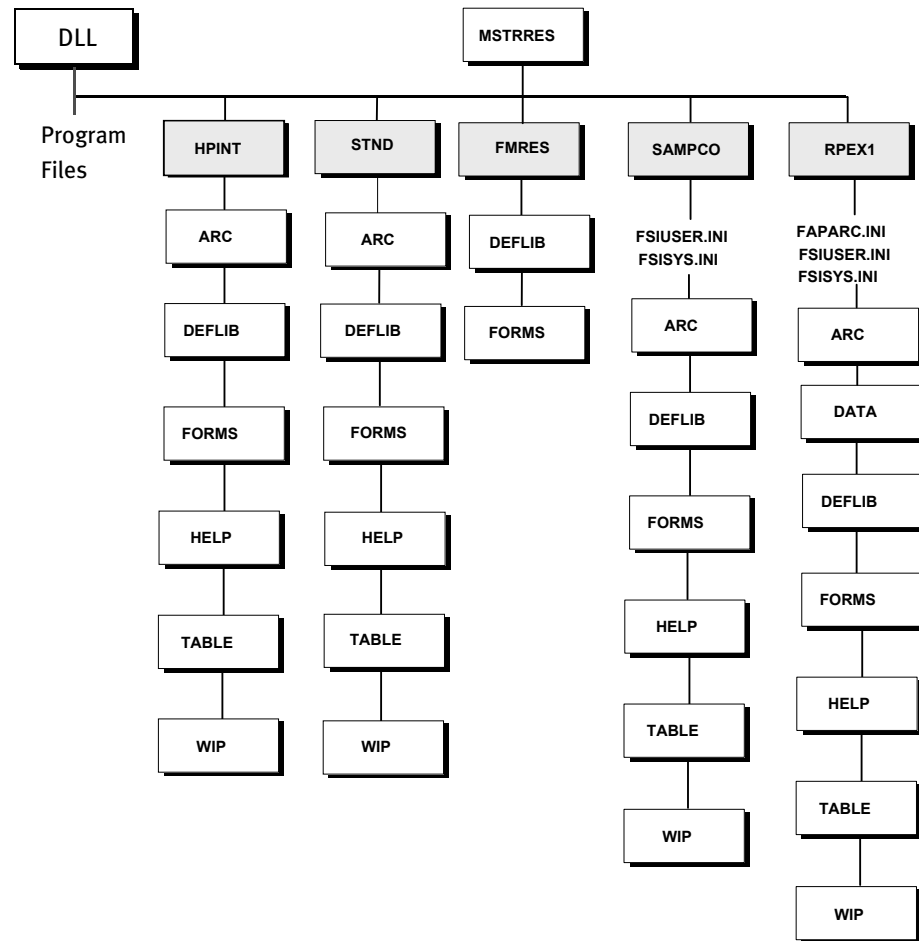 DLL
MSTRRES
Program
Files
HPINT
STND
FMRES
SAMPCO
RPEX1
ARC
DEFLIB
FORMS
HELP
TABLE
WIP
ARC
DEFLIB
FORMS
HELP
TABLE
WIP
DEFLIB
FORMS
FSIUSER.INI
FSISYS.INI
ARC
DEFLIB
FORMS
HELP
TABLE
WIP
FAPARC.INI
FSIUSER.INI
FSISYS.INI
ARC
DATA
DEFLIB
FORMS
HELP
TABLE
WIP